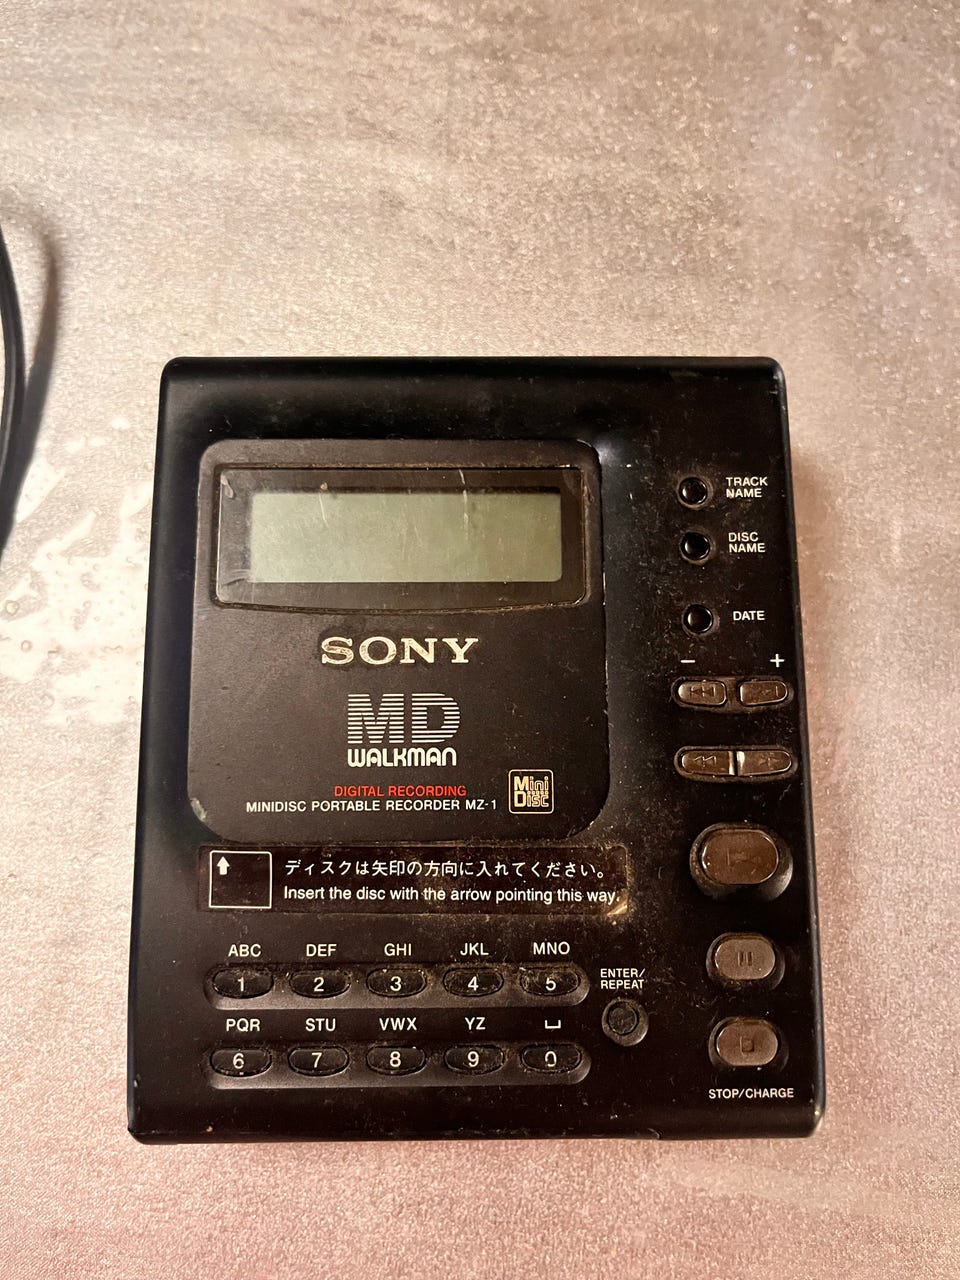 TRACK
NAME
DISC
NAME
DATE
− +
SONY
MD
WALKMAN
DIGITAL RECORDING
MINIDISC PORTABLE RECORDER MZ-1
Mini
Disc
ディスクは矢印の方向に入れてください。
Insert the disc with the arrow pointing this way.
ABC DEF GHI JKL MNO
1 2 3 4 5
ENTER/
REPEAT
PQR STU VWX YZ ⌴
6 7 8 9 0
STOP/CHARGE